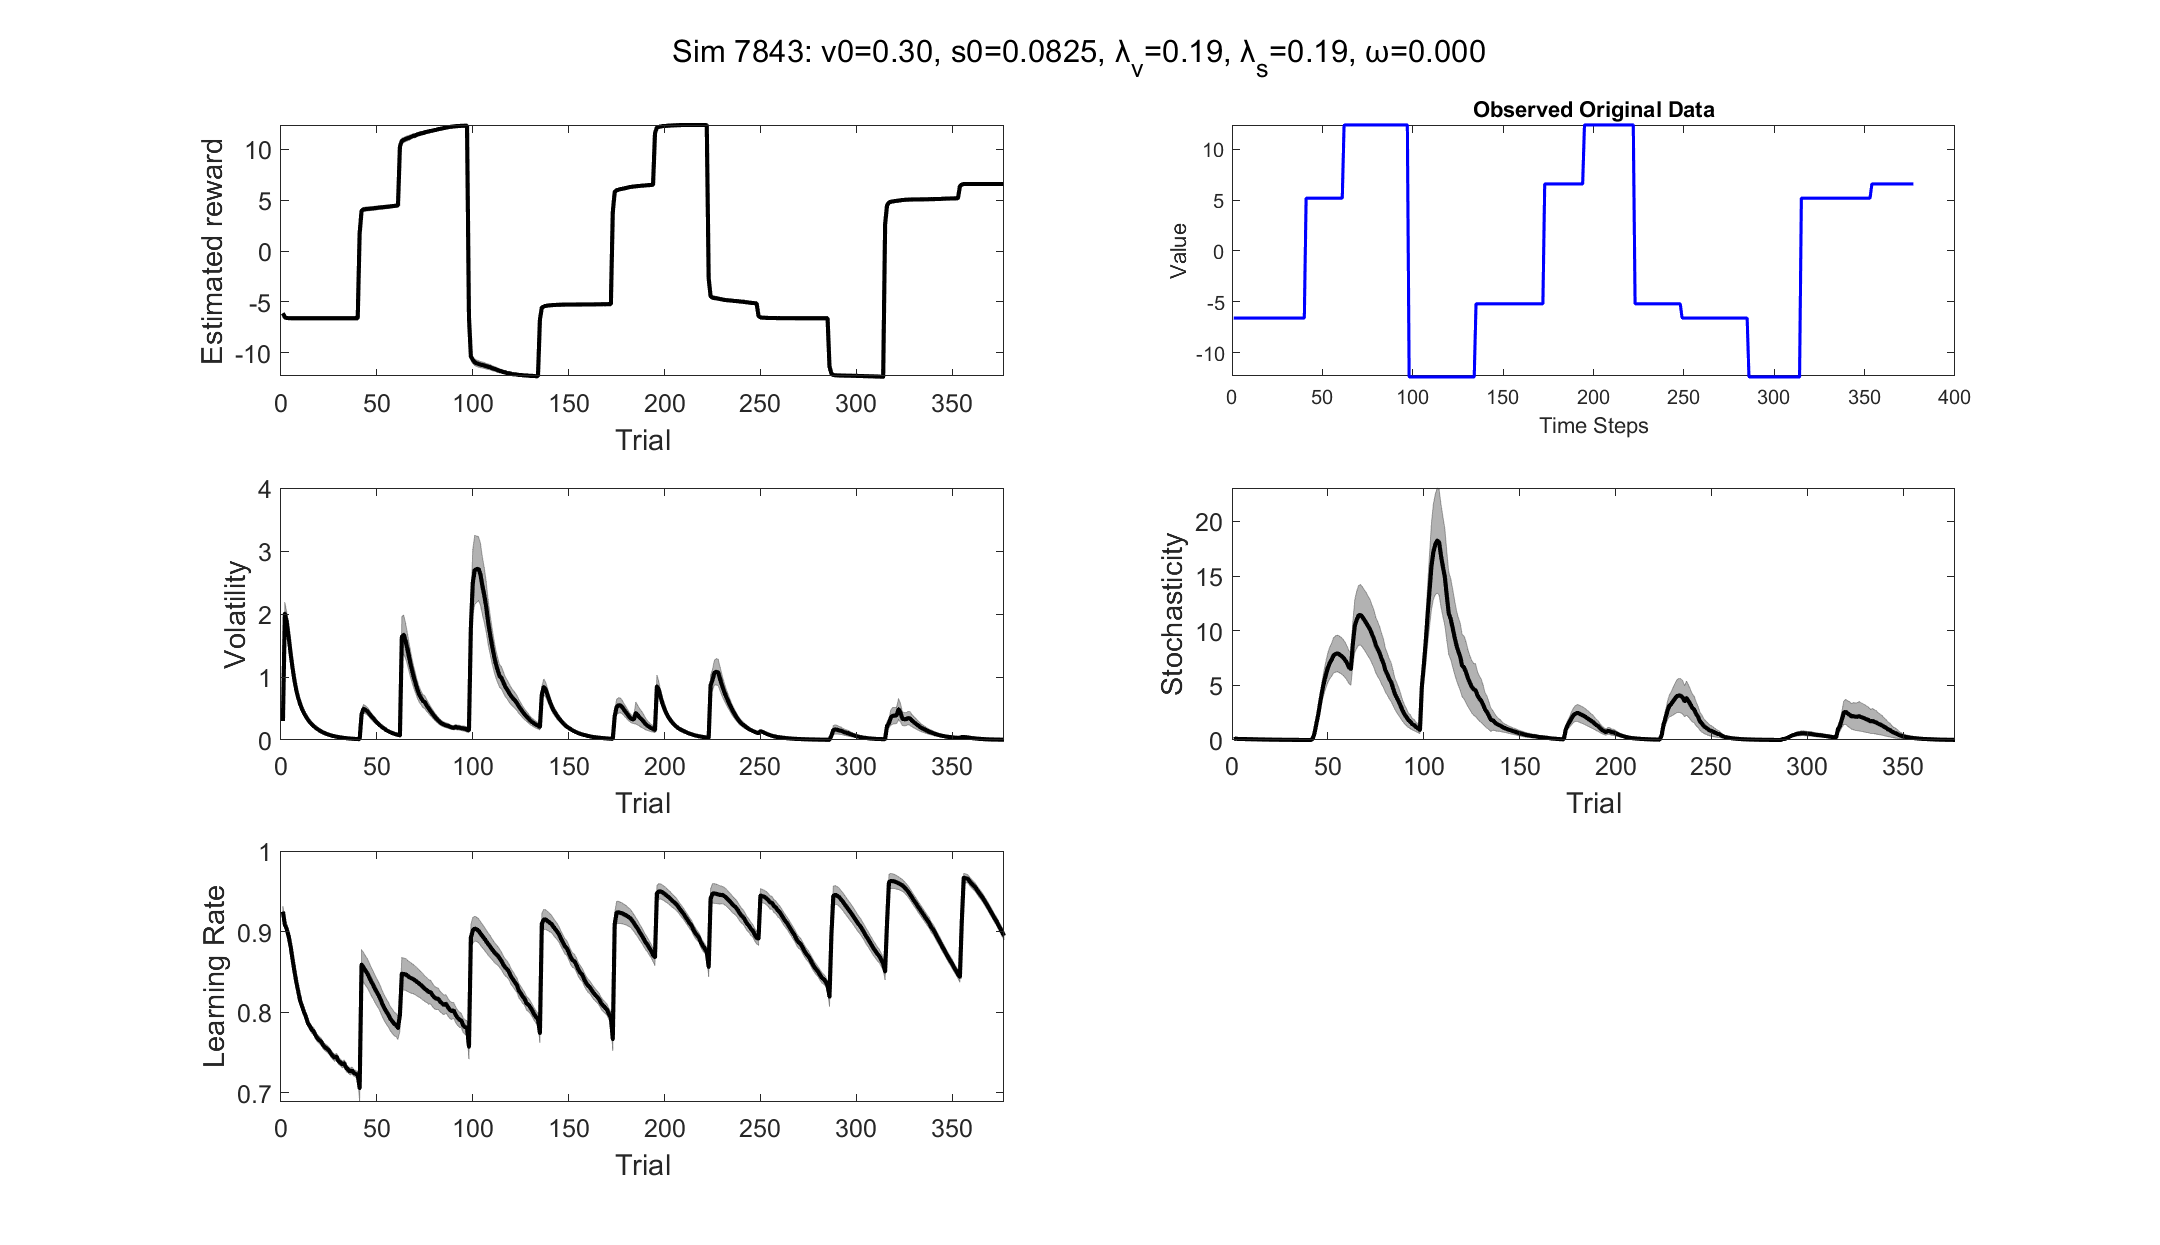 Sim 7843: v0=0.30, s0=0.0825, λ_v=0.19, λ_s=0.19, ω=0.000
Estimated reward
10
5
0
-5
-10
0 50 100 150 200 250 300 350
Trial
Observed Original Data
Value
10
5
0
-5
-10
0 50 100 150 200 250 300 350 400
Time Steps
Volatility
4
3
2
1
0
0 50 100 150 200 250 300 350
Trial
Stochasticity
20
15
10
5
0
0 50 100 150 200 250 300 350
Trial
Learning Rate
1
0.9
0.8
0.7
0 50 100 150 200 250 300 350
Trial